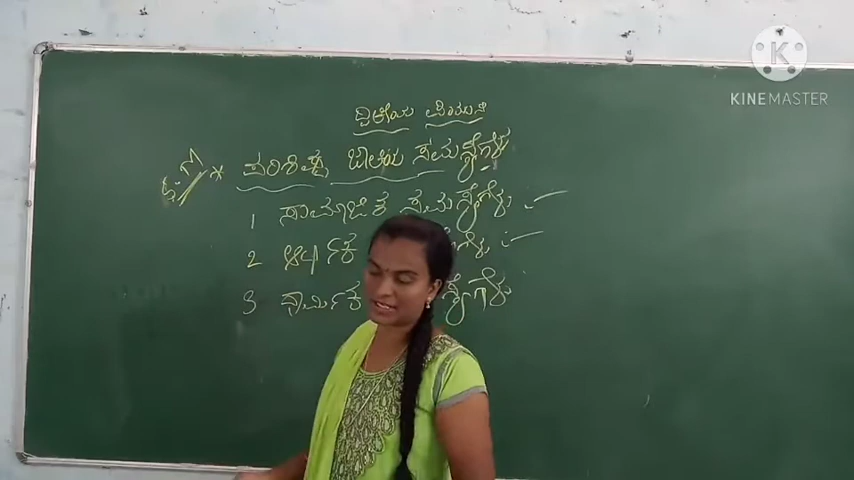 KINEMASTER
ದ್ವಿತೀಯ ಪಿಯುಸಿ
* ಪರಿಶಿಷ್ಟ ಜಾತಿಯ ಸಮಸ್ಯೆಗಳು
1 ಸಾಮಾಜಿಕ ಸಮಸ್ಯೆಗಳು
2 ಆರ್ಥಿಕ
3 ಧಾರ್ಮಿಕ